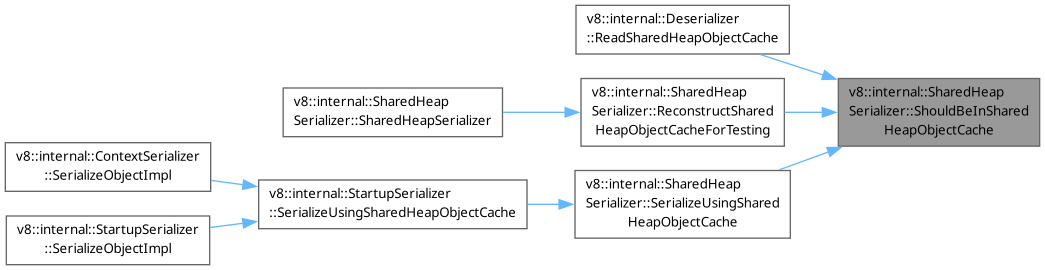 v8::internal::Deserializer
::ReadSharedHeapObjectCache
v8::internal::SharedHeap
Serializer::ReconstructShared
HeapObjectCacheForTesting
v8::internal::SharedHeap
Serializer::ShouldBeInShared
HeapObjectCache
v8::internal::SharedHeap
Serializer::SharedHeapSerializer
v8::internal::ContextSerializer
::SerializeObjectImpl
v8::internal::StartupSerializer
::SerializeUsingSharedHeapObjectCache
v8::internal::SharedHeap
Serializer::SerializeUsingShared
HeapObjectCache
v8::internal::StartupSerializer
::SerializeObjectImpl